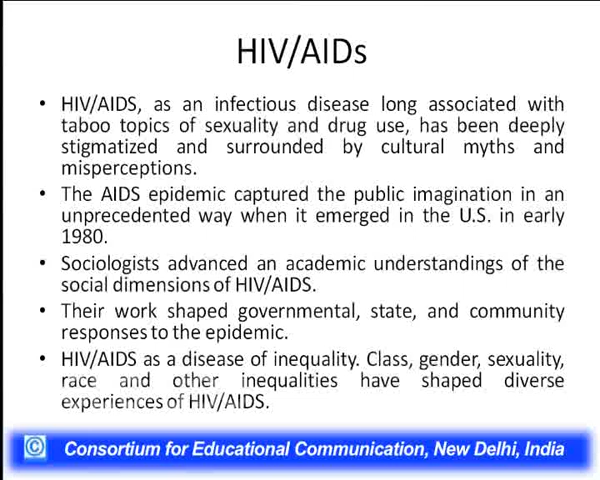 HIV/AIDs
• HIV/AIDS, as an infectious disease long associated with
taboo topics of sexuality and drug use, has been deeply
stigmatized and surrounded by cultural myths and
misperceptions.
• The AIDS epidemic captured the public imagination in an
unprecedented way when it emerged in the U.S. in early
1980.
• Sociologists advanced an academic understandings of the
social dimensions of HIV/AIDS.
• Their work shaped governmental, state, and community
responses to the epidemic.
• HIV/AIDS as a disease of inequality. Class, gender, sexuality,
race and other inequalities have shaped diverse
experiences of HIV/AIDS.
© Consortium for Educational Communication, New Delhi, India